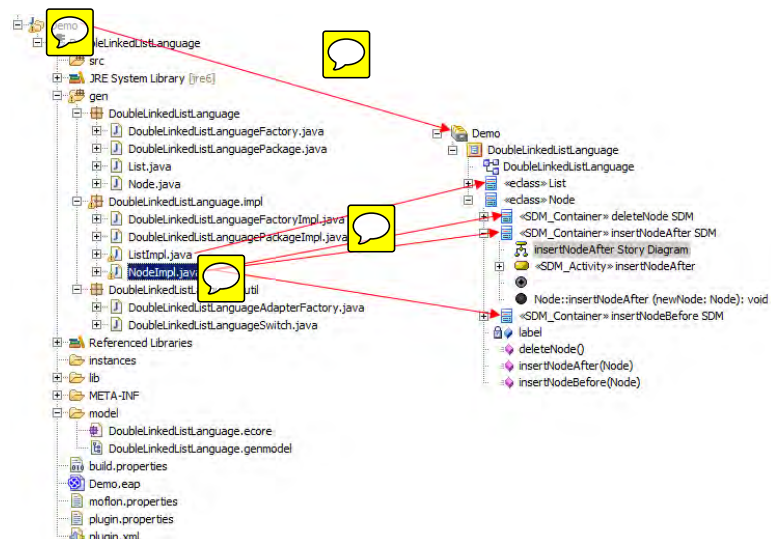 Demo
bleLinkedListLanguage
src
JRE System Library [jre6]
gen
DoubleLinkedListLanguage
DoubleLinkedListLanguageFactory.java
DoubleLinkedListLanguagePackage.java
List.java
Node.java
DoubleLinkedListLanguage.impl
DoubleLinkedListLanguageFactoryImpl.java
DoubleLinkedListLanguagePackageImpl.java
ListImpl.java
NodeImpl.java
DoubleLinkedListL util
DoubleLinkedListLanguageAdapterFactory.java
DoubleLinkedListLanguageSwitch.java
Referenced Libraries
instances
lib
META-INF
model
DoubleLinkedListLanguage.ecore
DoubleLinkedListLanguage.genmodel
build.properties
Demo.eap
moflon.properties
plugin.properties
plugin.xml
Demo
DoubleLinkedListLanguage
DoubleLinkedListLanguage
«eclass» List
«eclass» Node
«SDM_Container» deleteNode SDM
«SDM_Container» insertNodeAfter SDM
insertNodeAfter Story Diagram
«SDM_Activity» insertNodeAfter
Node::insertNodeAfter (newNode: Node): void
«SDM_Container» insertNodeBefore SDM
label
deleteNode()
insertNodeAfter(Node)
insertNodeBefore(Node)